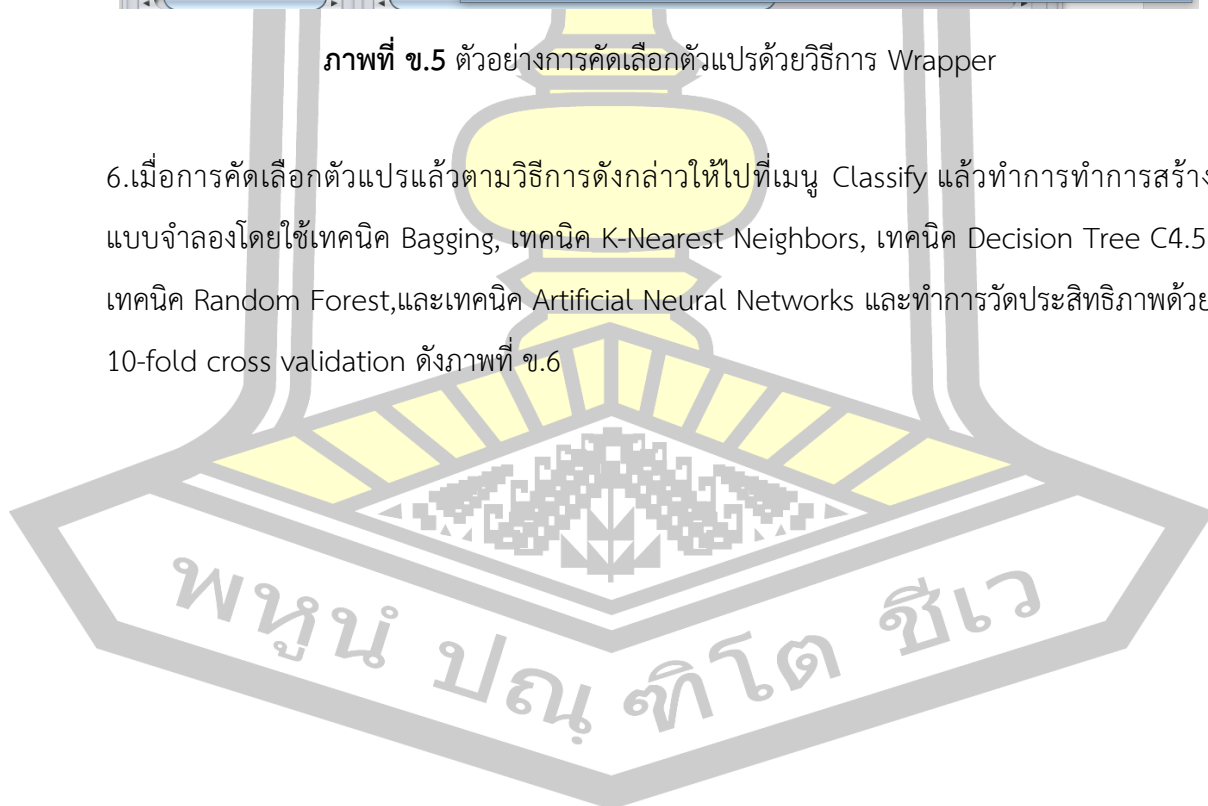 ภาพที่ ข.5 ตัวอย่างการคัดเลือกตัวแปรด้วยวิธีการ Wrapper
6.เมื่อการคัดเลือกตัวแปรแล้วตามวิธีการดังกล่าวให้ไปที่เมนู Classify แล้วทำการทำการสร้าง
แบบจำลองโดยใช้เทคนิค Bagging, เทคนิค K-Nearest Neighbors, เทคนิค Decision Tree C4.5
เทคนิค Random Forest,และเทคนิค Artificial Neural Networks และทำการวัดประสิทธิภาพด้วย
10-fold cross validation ดังภาพที่ ข.6
พหูนํ ปณฺฑิโต ชีเว